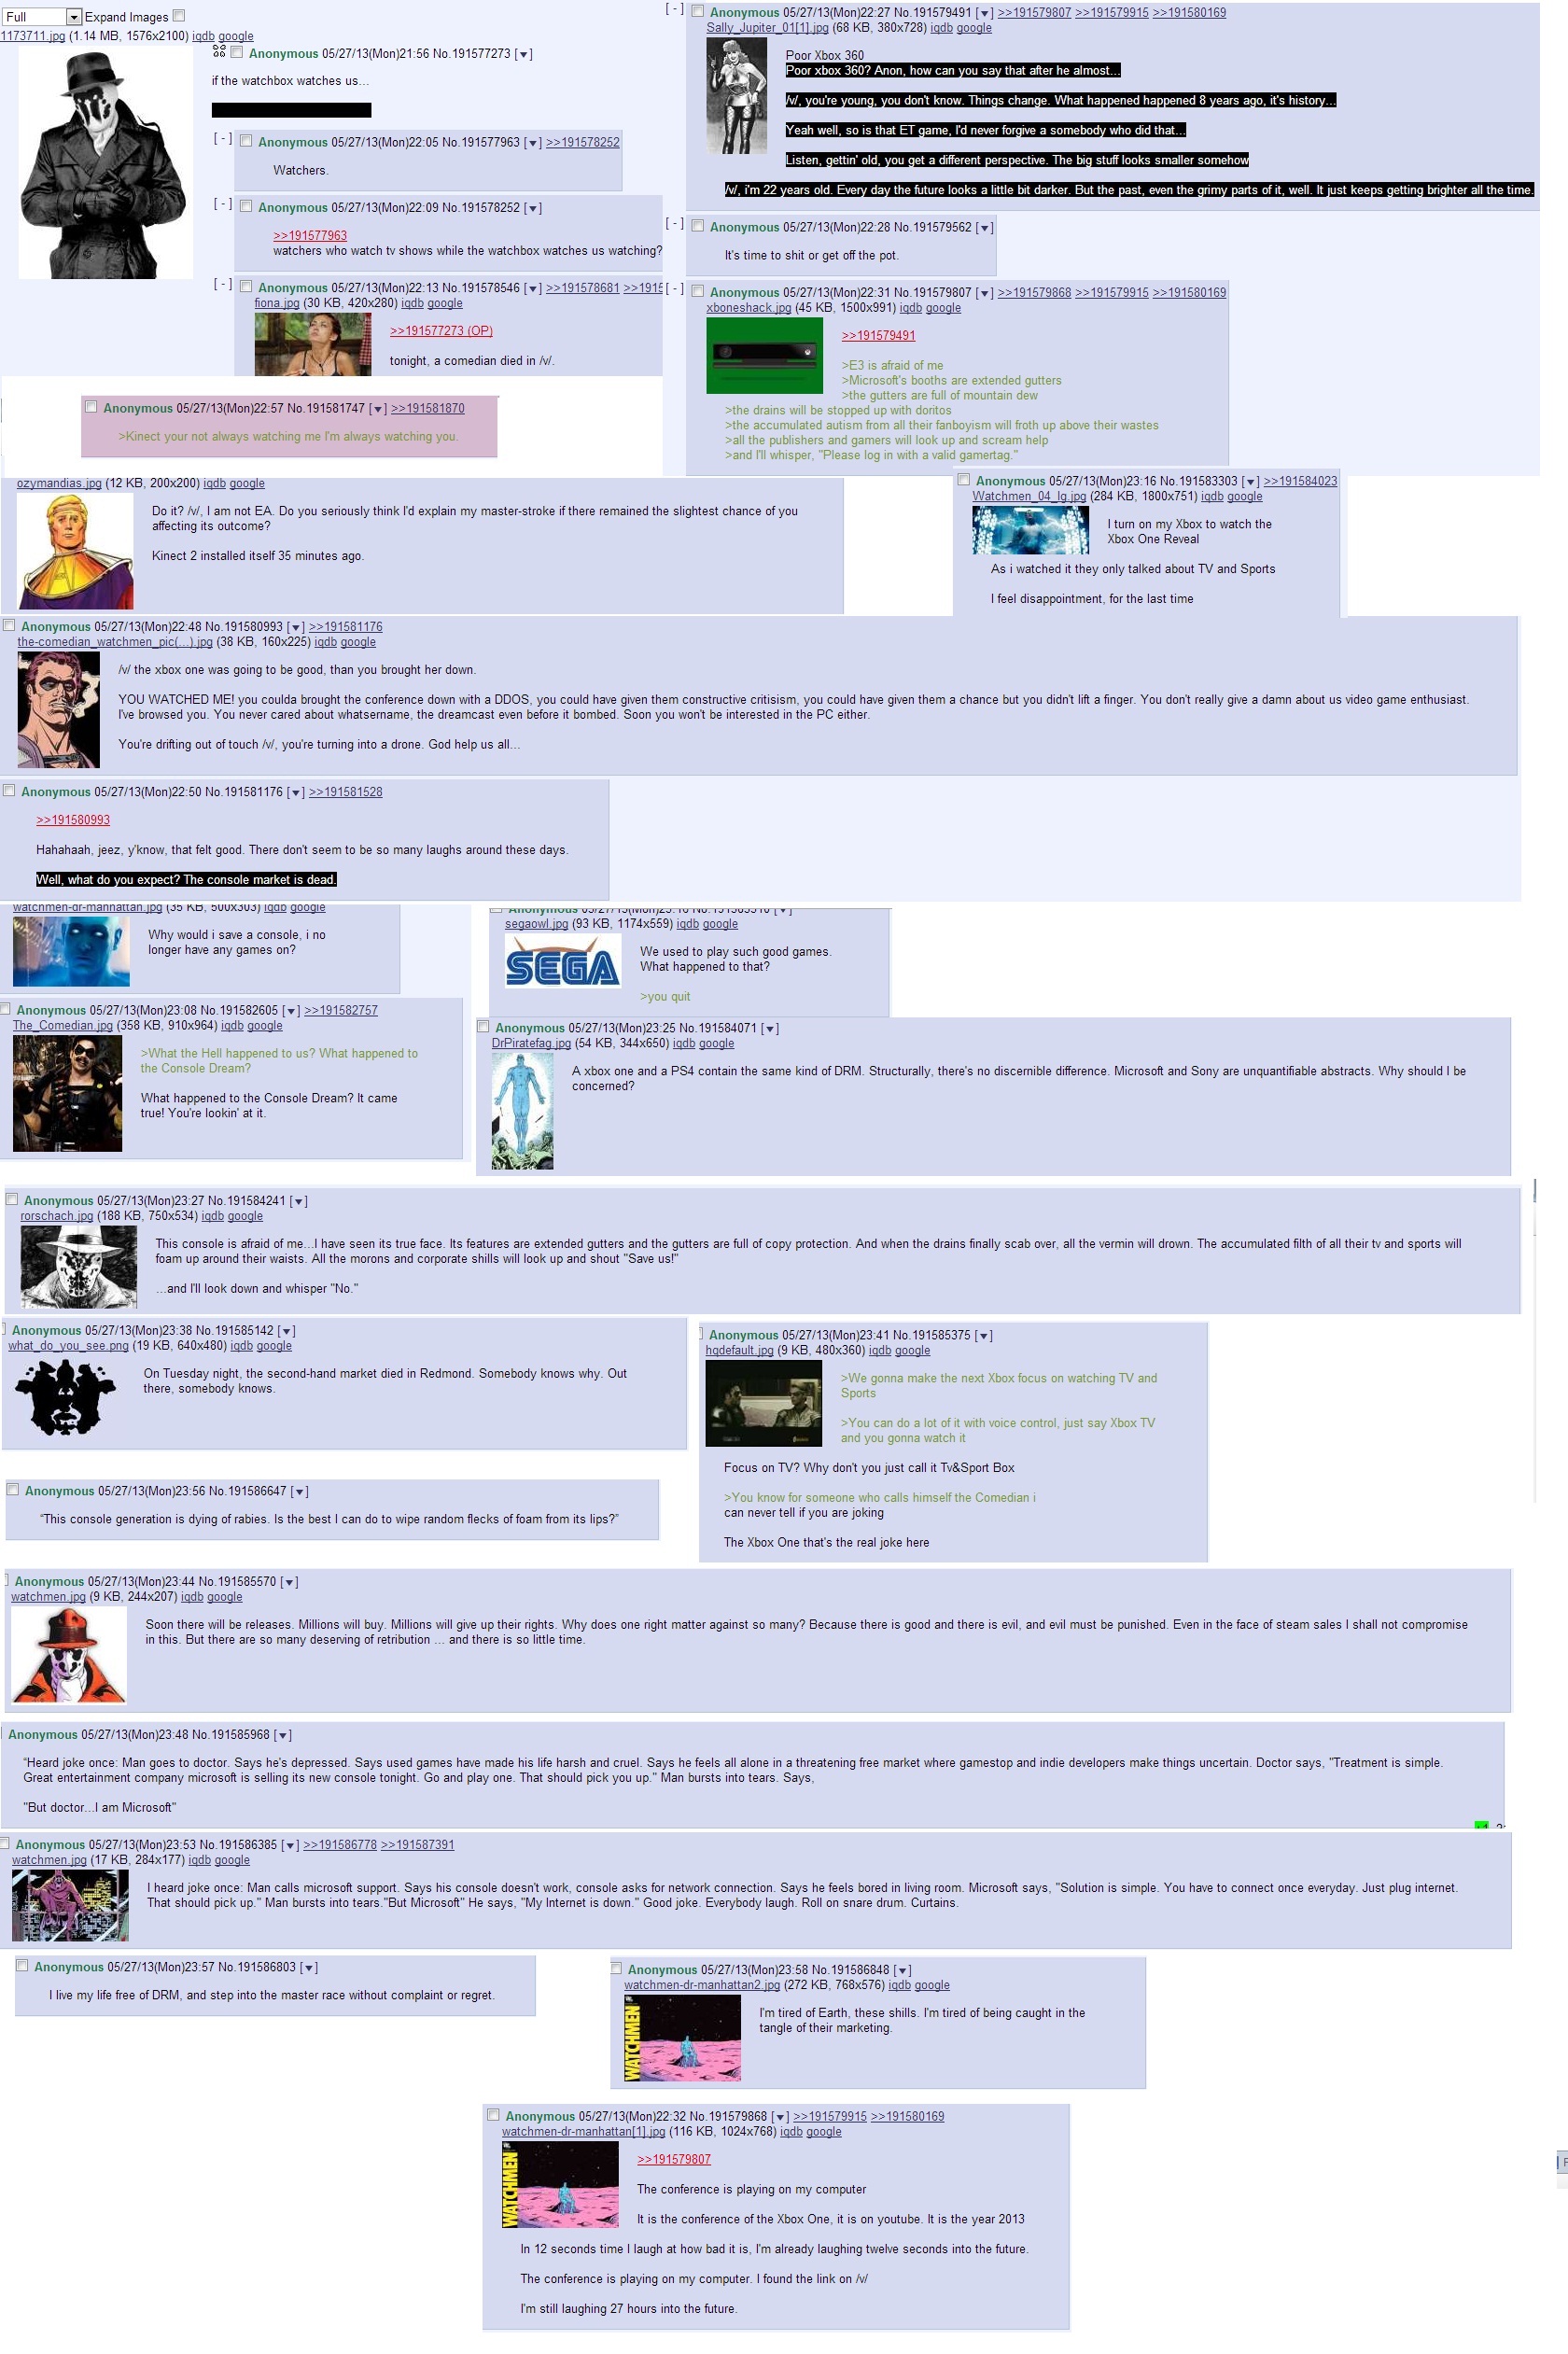 Full Expand Images
1173711.jpg (1.14 MB, 1576x2100) iqdb google
Anonymous 05/27/13(Mon)21:56 No.191577273
if the watchbox watches us...
[ - ] Anonymous 05/27/13(Mon)22:05 No.191577963 >>191578252
Watchers.
[ - ] Anonymous 05/27/13(Mon)22:09 No.191578252
>>191577963
watchers who watch tv shows while the watchbox watches us watching?
[ - ] Anonymous 05/27/13(Mon)22:13 No.191578546 >>191578681 >>1915
fiona.jpg (30 KB, 420x280) iqdb google
>>191577273 (OP)
tonight, a comedian died in /v/.
[ - ] Anonymous 05/27/13(Mon)22:27 No.191579491 >>191579807 >>191579915 >>191580169
Sally_Jupiter_01[1].jpg (68 KB, 380x728) iqdb google
Poor Xbox 360
Poor xbox 360? Anon, how can you say that after he almost...
/v/, you're young, you don't know. Things change. What happened happened 8 years ago, it's history...
Yeah well, so is that ET game, I'd never forgive a somebody who did that...
Listen, gettin' old, you get a different perspective. The big stuff looks smaller somehow
/v/, i'm 22 years old. Every day the future looks a little bit darker. But the past, even the grimy parts of it, well. It just keeps getting brighter all the time.
[ - ] Anonymous 05/27/13(Mon)22:28 No.191579562
It's time to shit or get off the pot.
[ - ] Anonymous 05/27/13(Mon)22:31 No.191579807 >>191579868 >>191579915 >>191580169
xboneshack.jpg (45 KB, 1500x991) iqdb google
>>191579491
>E3 is afraid of me
>Microsoft's booths are extended gutters
>the gutters are full of mountain dew
>the drains will be stopped up with doritos
>the accumulated autism from all their fanboyism will froth up above their wastes
>all the publishers and gamers will look up and scream help
>and I'll whisper, "Please log in with a valid gamertag."
Anonymous 05/27/13(Mon)22:57 No.191581747 >>191581870
>Kinect your not always watching me I'm always watching you.
ozymandias.jpg (12 KB, 200x200) iqdb google
Do it? /v/, I am not EA. Do you seriously think I'd explain my master-stroke if there remained the slightest chance of you
affecting its outcome?
Kinect 2 installed itself 35 minutes ago.
Anonymous 05/27/13(Mon)23:16 No.191583303 >>191584023
Watchmen_04_lg.jpg (284 KB, 1800x751) iqdb google
I turn on my Xbox to watch the
Xbox One Reveal
As i watched it they only talked about TV and Sports
I feel disappointment, for the last time
Anonymous 05/27/13(Mon)22:48 No.191580993 >>191581176
the-comedian_watchmen_pic(...).jpg (38 KB, 160x225) iqdb google
/v/ the xbox one was going to be good, than you brought her down.
YOU WATCHED ME! you coulda brought the conference down with a DDOS, you could have given them constructive critisism, you could have given them a chance but you didn't lift a finger. You don't really give a damn about us video game enthusiast.
I've browsed you. You never cared about whatsername, the dreamcast even before it bombed. Soon you won't be interested in the PC either.
You're drifting out of touch /v/, you're turning into a drone. God help us all...
Anonymous 05/27/13(Mon)22:50 No.191581176 >>191581528
>>191580993
Hahahaah, jeez, y'know, that felt good. There don't seem to be so many laughs around these days.
Well, what do you expect? The console market is dead.
watchmen-dr-manhattan.jpg (35 KB, 500x303) iqdb google
Why would i save a console, i no
longer have any games on?
segaowl.jpg (93 KB, 1174x559) iqdb google
SEGA
We used to play such good games.
What happened to that?
>you quit
Anonymous 05/27/13(Mon)23:08 No.191582605 >>191582757
The_Comedian.jpg (358 KB, 910x964) iqdb google
>What the Hell happened to us? What happened to
the Console Dream?
What happened to the Console Dream? It came
true! You're lookin' at it.
Anonymous 05/27/13(Mon)23:25 No.191584071
DrPiratefag.jpg (54 KB, 344x650) iqdb google
A xbox one and a PS4 contain the same kind of DRM. Structurally, there's no discernible difference. Microsoft and Sony are unquantifiable abstracts. Why should I be
concerned?
Anonymous 05/27/13(Mon)23:27 No.191584241
rorschach.jpg (188 KB, 750x534) iqdb google
This console is afraid of me...I have seen its true face. Its features are extended gutters and the gutters are full of copy protection. And when the drains finally scab over, all the vermin will drown. The accumulated filth of all their tv and sports will
foam up around their waists. All the morons and corporate shills will look up and shout "Save us!"
...and I'll look down and whisper "No."
Anonymous 05/27/13(Mon)23:38 No.191585142
what_do_you_see.png (19 KB, 640x480) iqdb google
On Tuesday night, the second-hand market died in Redmond. Somebody knows why. Out
there, somebody knows.
Anonymous 05/27/13(Mon)23:41 No.191585375
hqdefault.jpg (9 KB, 480x360) iqdb google
>We gonna make the next Xbox focus on watching TV and
Sports
>You can do a lot of it with voice control, just say Xbox TV
and you gonna watch it
Focus on TV? Why don't you just call it Tv&Sport Box
>You know for someone who calls himself the Comedian i
can never tell if you are joking
The Xbox One that's the real joke here
Anonymous 05/27/13(Mon)23:56 No.191586647
“This console generation is dying of rabies. Is the best I can do to wipe random flecks of foam from its lips?”
Anonymous 05/27/13(Mon)23:44 No.191585570
watchmen.jpg (9 KB, 244x207) iqdb google
Soon there will be releases. Millions will buy. Millions will give up their rights. Why does one right matter against so many? Because there is good and there is evil, and evil must be punished. Even in the face of steam sales I shall not compromise
in this. But there are so many deserving of retribution ... and there is so little time.
Anonymous 05/27/13(Mon)23:48 No.191585968
“Heard joke once: Man goes to doctor. Says he's depressed. Says used games have made his life harsh and cruel. Says he feels all alone in a threatening free market where gamestop and indie developers make things uncertain. Doctor says, "Treatment is simple.
Great entertainment company microsoft is selling its new console tonight. Go and play one. That should pick you up." Man bursts into tears. Says,
"But doctor...I am Microsoft"
Anonymous 05/27/13(Mon)23:53 No.191586385 >>191586778 >>191587391
watchmen.jpg (17 KB, 284x177) iqdb google
I heard joke once: Man calls microsoft support. Says his console doesn't work, console asks for network connection. Says he feels bored in living room. Microsoft says, "Solution is simple. You have to connect once everyday. Just plug internet.
That should pick up." Man bursts into tears."But Microsoft" He says, "My Internet is down." Good joke. Everybody laugh. Roll on snare drum. Curtains.
Anonymous 05/27/13(Mon)23:57 No.191586803
I live my life free of DRM, and step into the master race without complaint or regret.
Anonymous 05/27/13(Mon)23:58 No.191586848
watchmen-dr-manhattan2.jpg (272 KB, 768x576) iqdb google
WATCHMEN
I'm tired of Earth, these shills. I'm tired of being caught in the
tangle of their marketing.
Anonymous 05/27/13(Mon)22:32 No.191579868 >>191579915 >>191580169
watchmen-dr-manhattan[1].jpg (116 KB, 1024x768) iqdb google
WATCHMEN
>>191579807
The conference is playing on my computer
It is the conference of the Xbox One, it is on youtube. It is the year 2013
In 12 seconds time I laugh at how bad it is, I'm already laughing twelve seconds into the future.
The conference is playing on my computer. I found the link on /v/
I'm still laughing 27 hours into the future.